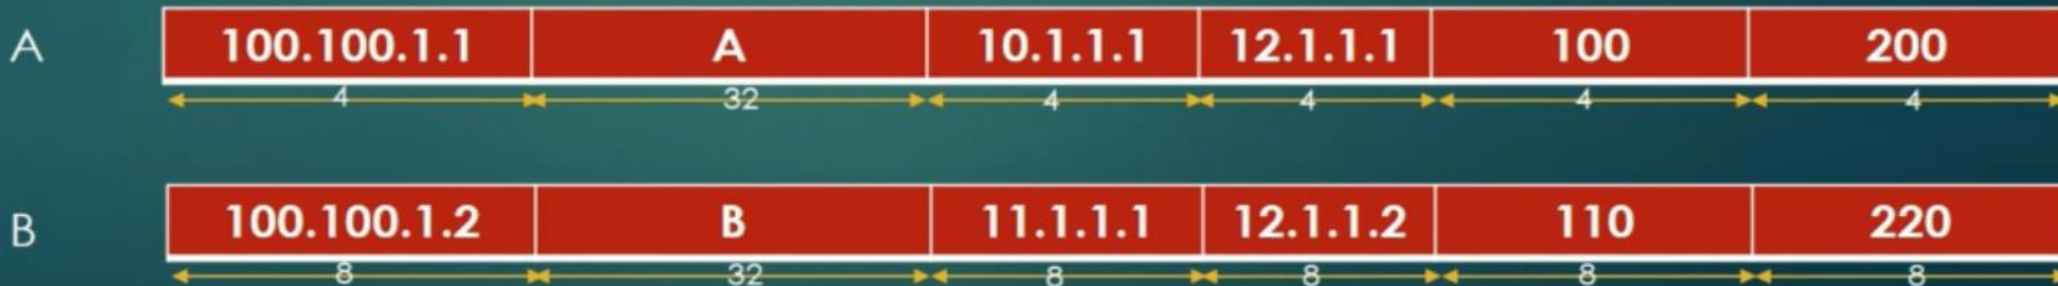 A 100.100.1.1 A 10.1.1.1 12.1.1.1 100 200
4 32 4 4 4 4
B 100.100.1.2 B 11.1.1.1 12.1.1.2 110 220
8 32 8 8 8 8